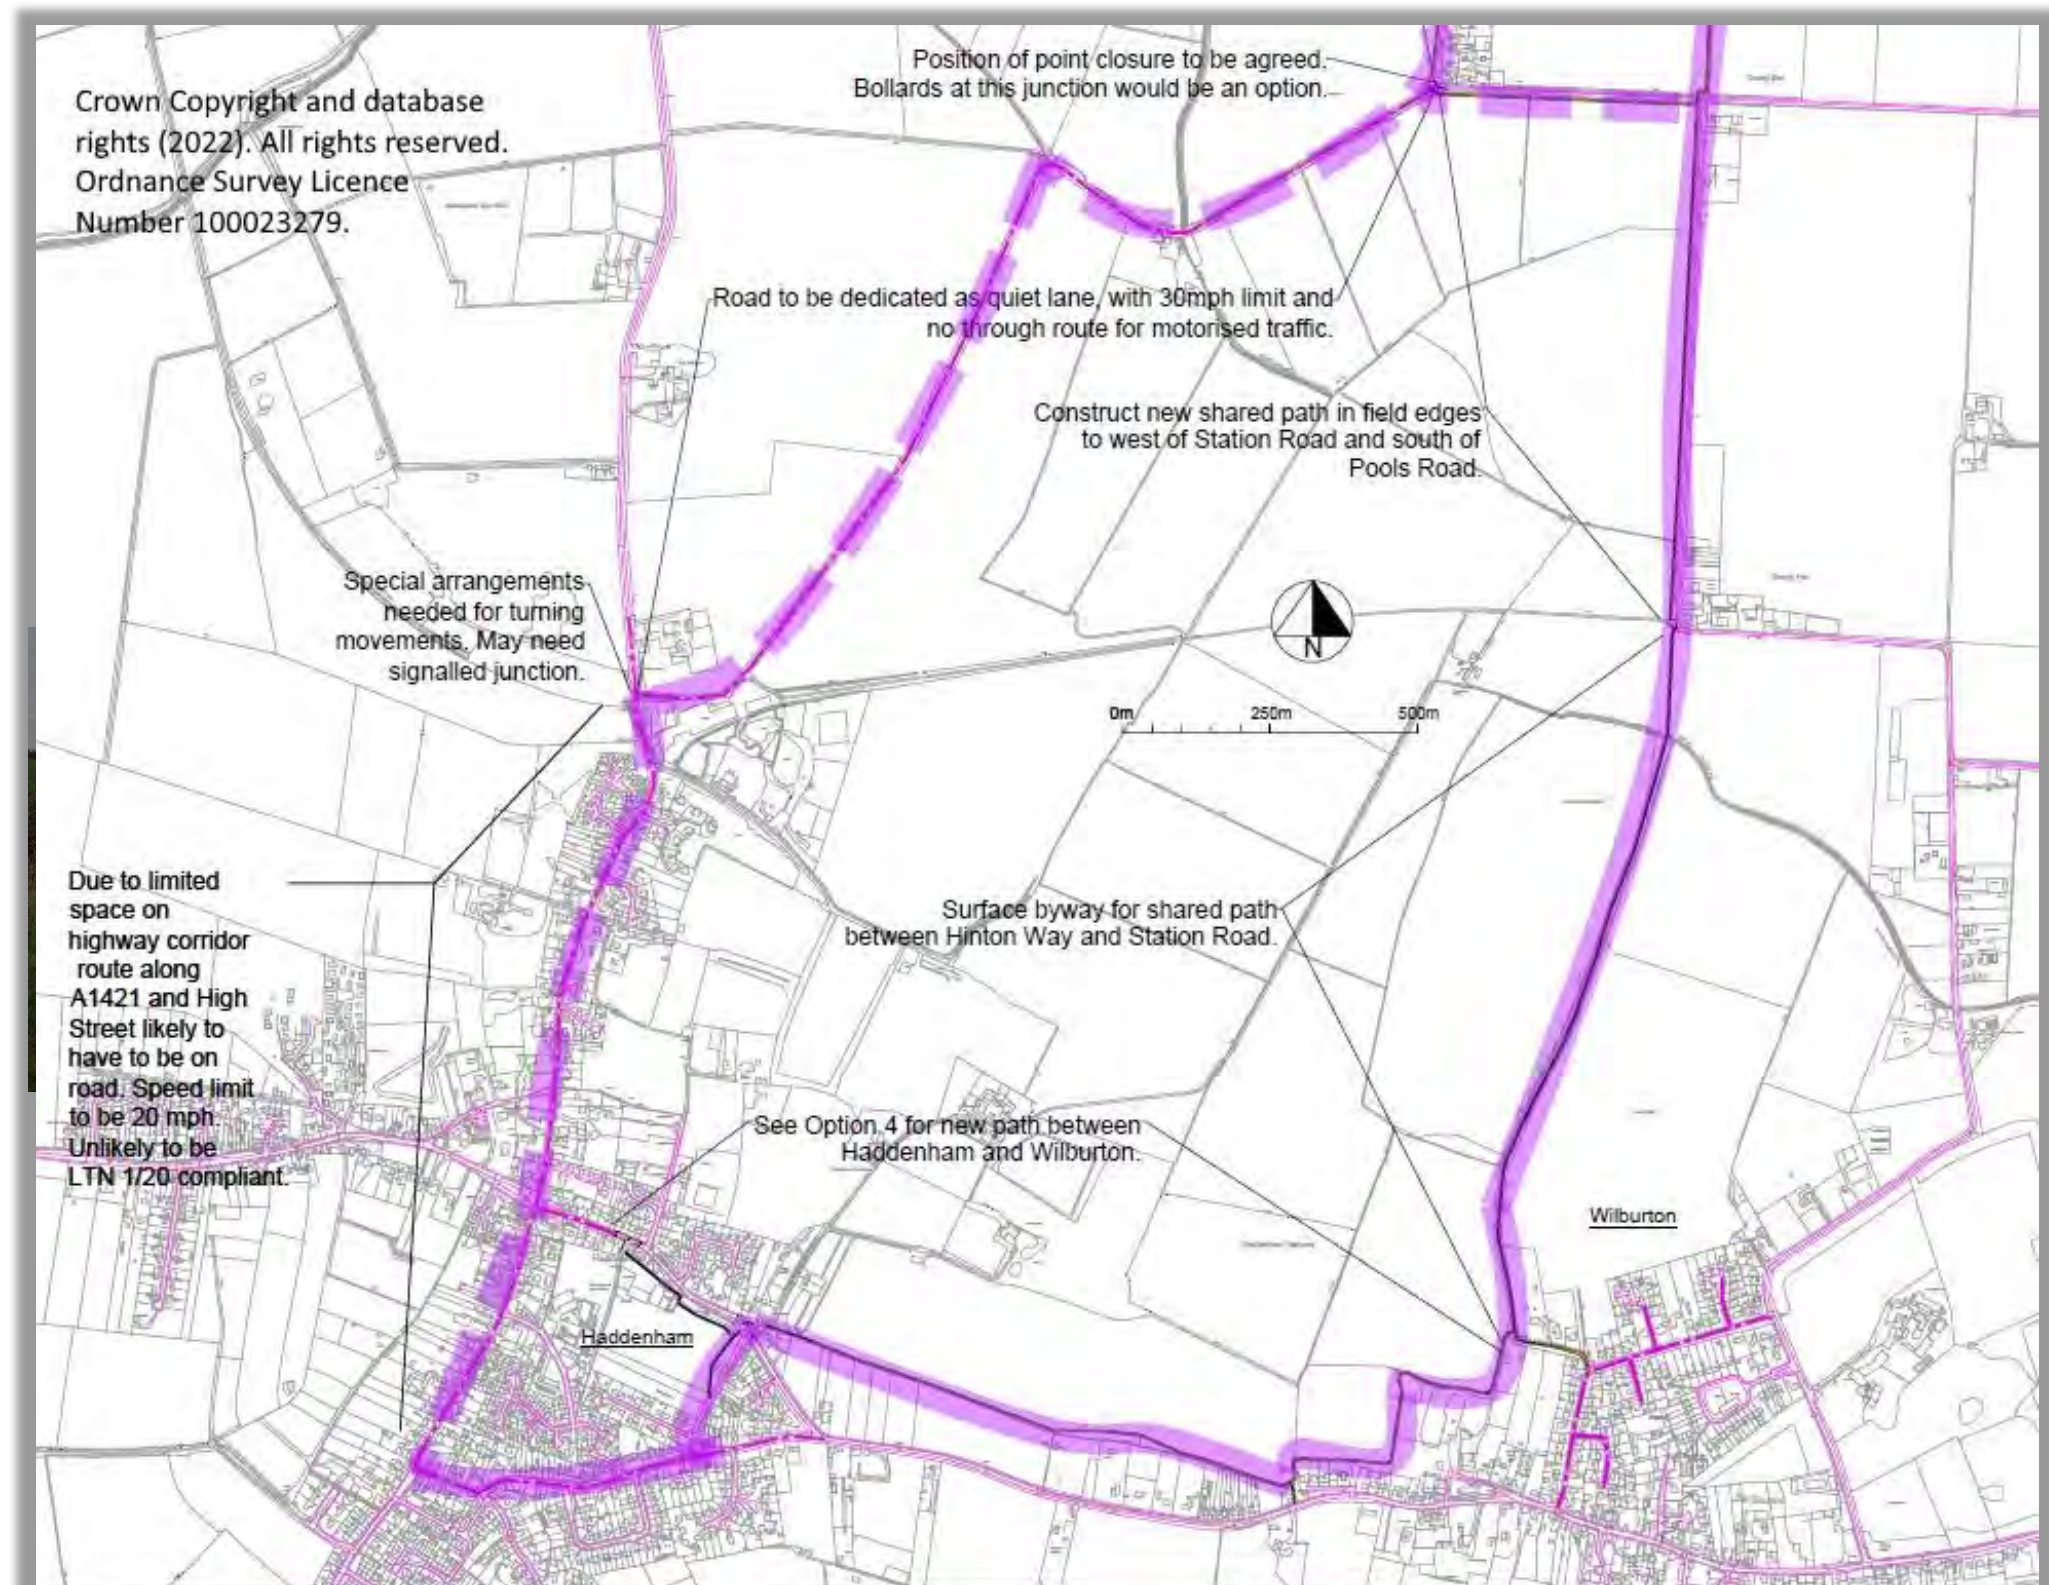 Position of point closure to be agreed.
Bollards at this junction would be an option.
Crown Copyright and database
rights (2022). All rights reserved.
Ordnance Survey Licence
Number 100023279.
Road to be dedicated as quiet lane, with 30mph limit and
no through route for motorised traffic.
Construct new shared path in field edges
to west of Station Road and south of
Pools Road.
Special arrangements
needed for turning
movements. May need
signalled junction.
N
0m 250m 500m
Due to limited
space on
highway corridor
route along
A1421 and High
Street likely to
have to be on
road. Speed limit
to be 20 mph.
Unlikely to be
LTN 1/20 compliant.
Surface byway for shared path
between Hinton Way and Station Road.
See Option 4 for new path between
Haddenham and Wilburton.
Wilburton
Haddenham